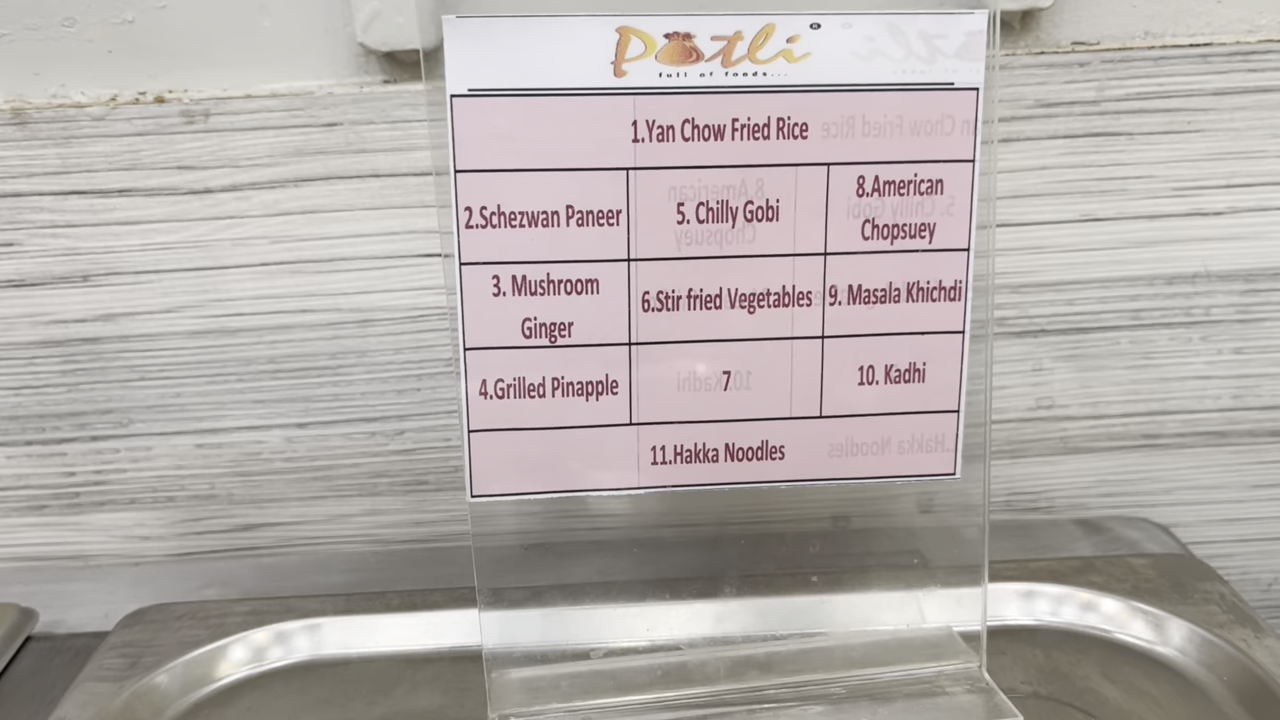 Potli®
full of foods...
1.Yan Chow Fried Rice
2.Schezwan Paneer
5. Chilly Gobi
8.American
Chopsuey
3. Mushroom
Ginger
6.Stir fried Vegetables
9. Masala Khichdi
4.Grilled Pinapple
7
10. Kadhi
11.Hakka Noodles